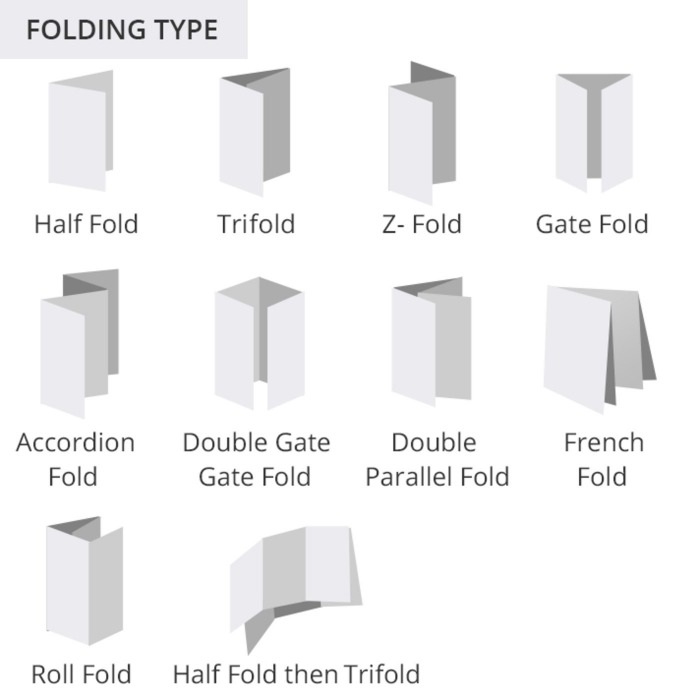 FOLDING TYPE
Half Fold
Trifold
Z- Fold
Gate Fold
Accordion
Fold
Double Gate
Gate Fold
Double
Parallel Fold
French
Fold
Roll Fold
Half Fold then Trifold